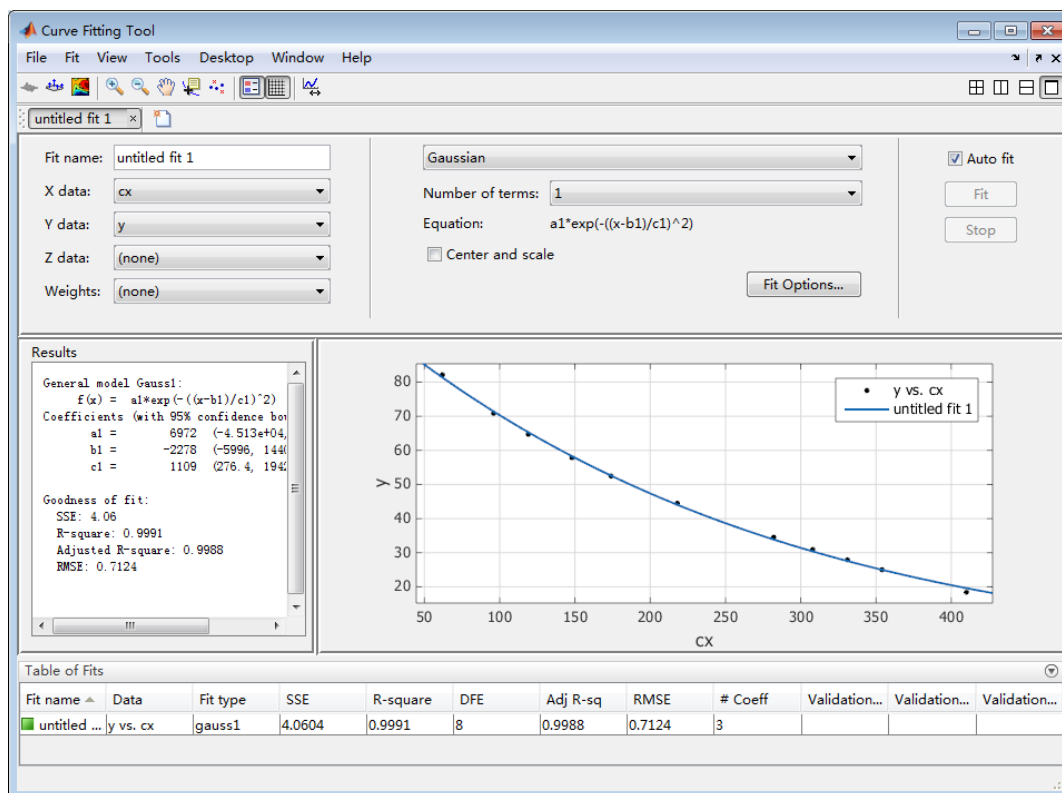 Curve Fitting Tool
File Fit View Tools Desktop Window Help
untitled fit 1
Fit name: untitled fit 1
X data: cx
Y data: y
Z data: (none)
Weights: (none)
Gaussian
Number of terms: 1
Equation: a1*exp(-((x-b1)/c1)^2)
Center and scale
Fit Options...
Auto fit
Fit
Stop
Results
General model Gauss1:
f(x) = a1*exp(-((x-b1)/c1)^2)
Coefficients (with 95% confidence bou
a1 = 6972 (-4.513e+04,
b1 = -2278 (-5996, 1440
c1 = 1109 (276.4, 1942
Goodness of fit:
SSE: 4.06
R-square: 0.9991
Adjusted R-square: 0.9988
RMSE: 0.7124
80
70
60
50
40
30
20
y
50 100 150 200 250 300 350 400
cx
y vs. cx
untitled fit 1
Table of Fits
Fit name Data Fit type SSE R-square DFE Adj R-sq RMSE # Coeff Validation... Validation... Validation...
untitled ... y vs. cx gauss1 4.0604 0.9991 8 0.9988 0.7124 3